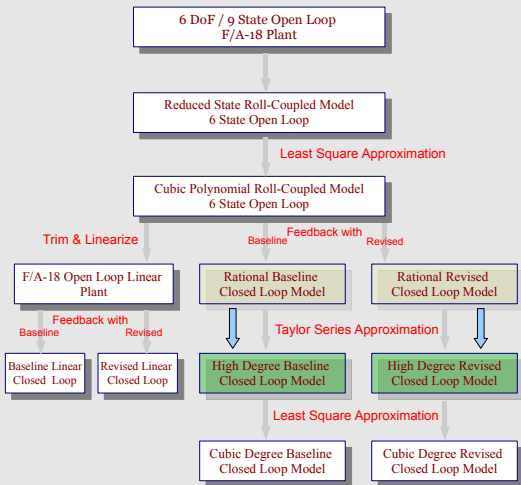 6 DoF / 9 State Open Loop
F/A-18 Plant
Reduced State Roll-Coupled Model
6 State Open Loop
Least Square Approximation
Cubic Polynomial Roll-Coupled Model
6 State Open Loop
Trim & Linearize
Baseline
Feedback with
Revised
F/A-18 Open Loop Linear
Plant
Rational Baseline
Closed Loop Model
Rational Revised
Closed Loop Model
Feedback with
Baseline
Revised
Taylor Series Approximation
Baseline Linear
Closed Loop
Revised Linear
Closed Loop
High Degree Baseline
Closed Loop Model
High Degree Revised
Closed Loop Model
Least Square Approximation
Cubic Degree Baseline
Closed Loop Model
Cubic Degree Revised
Closed Loop Model